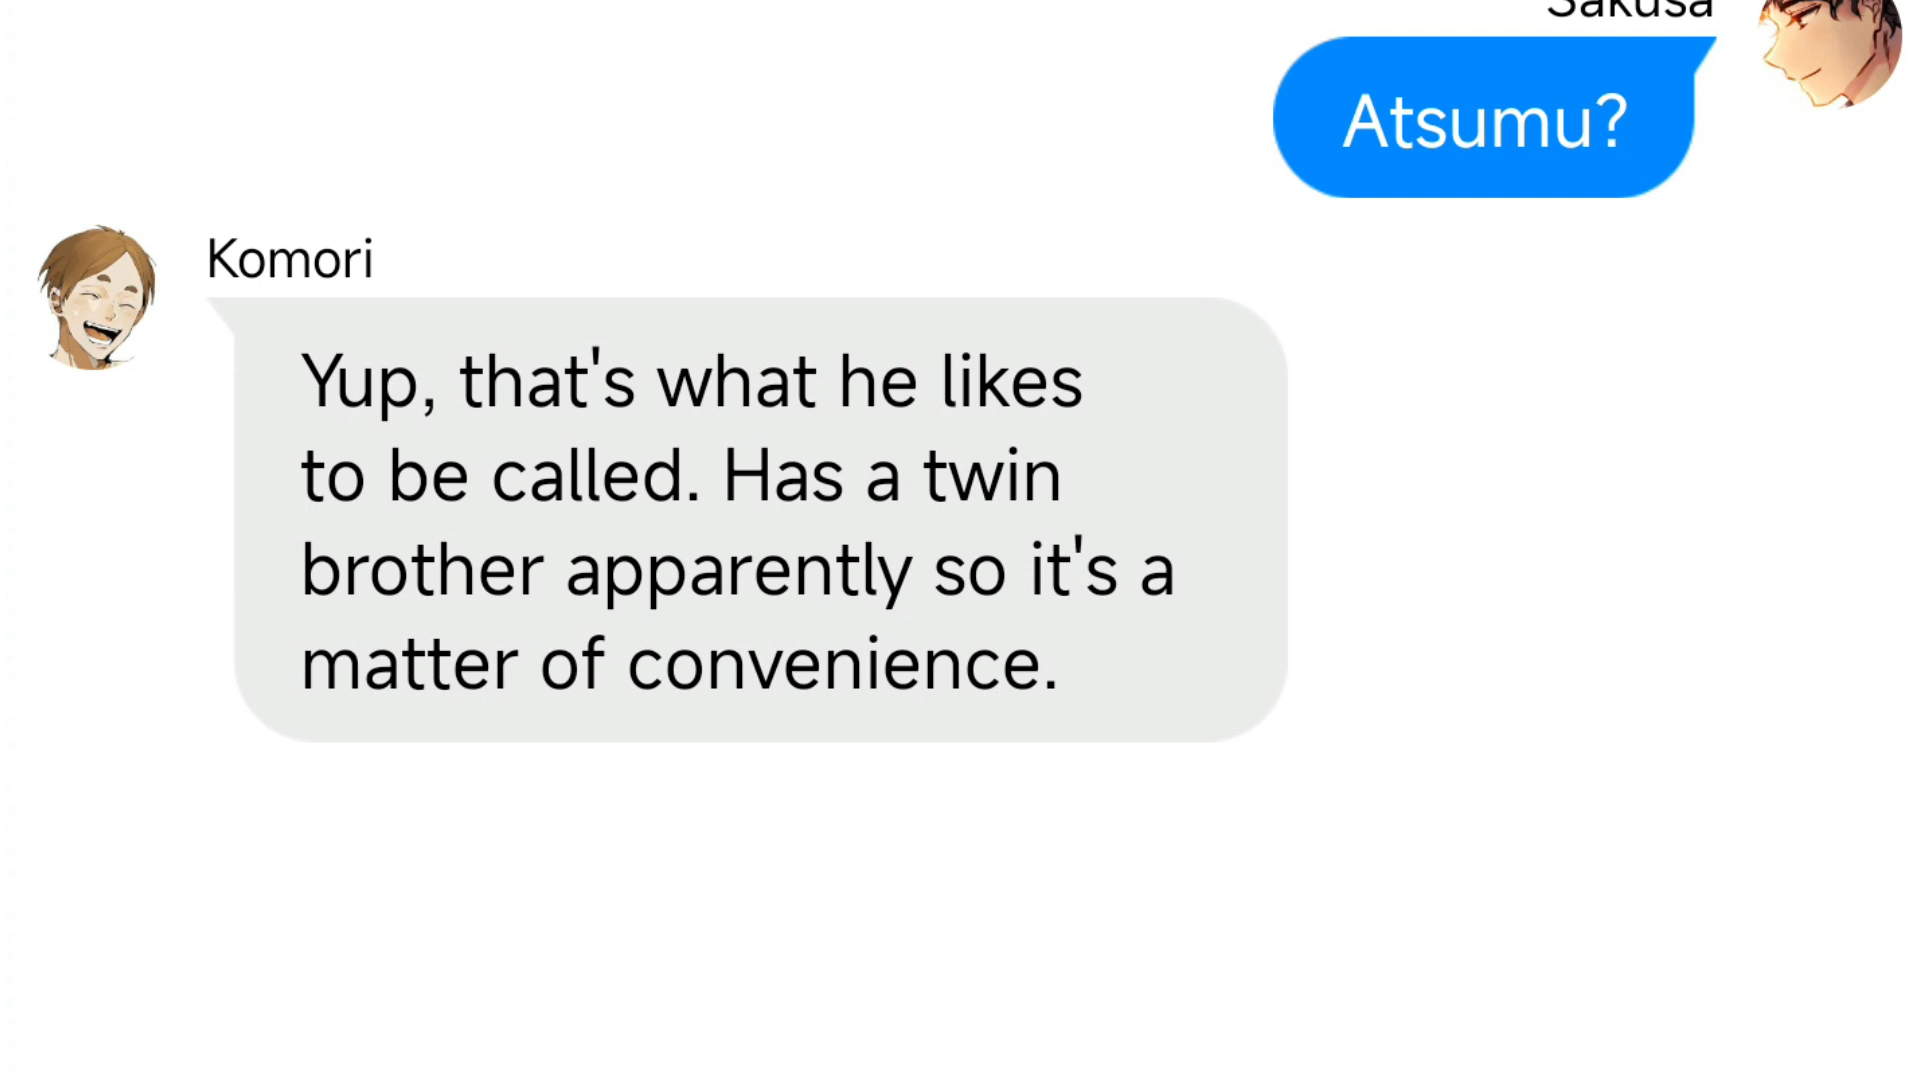 Sakusa
Atsumu?
Komori
Yup, that's what he likes
to be called. Has a twin
brother apparently so it's a
matter of convenience.